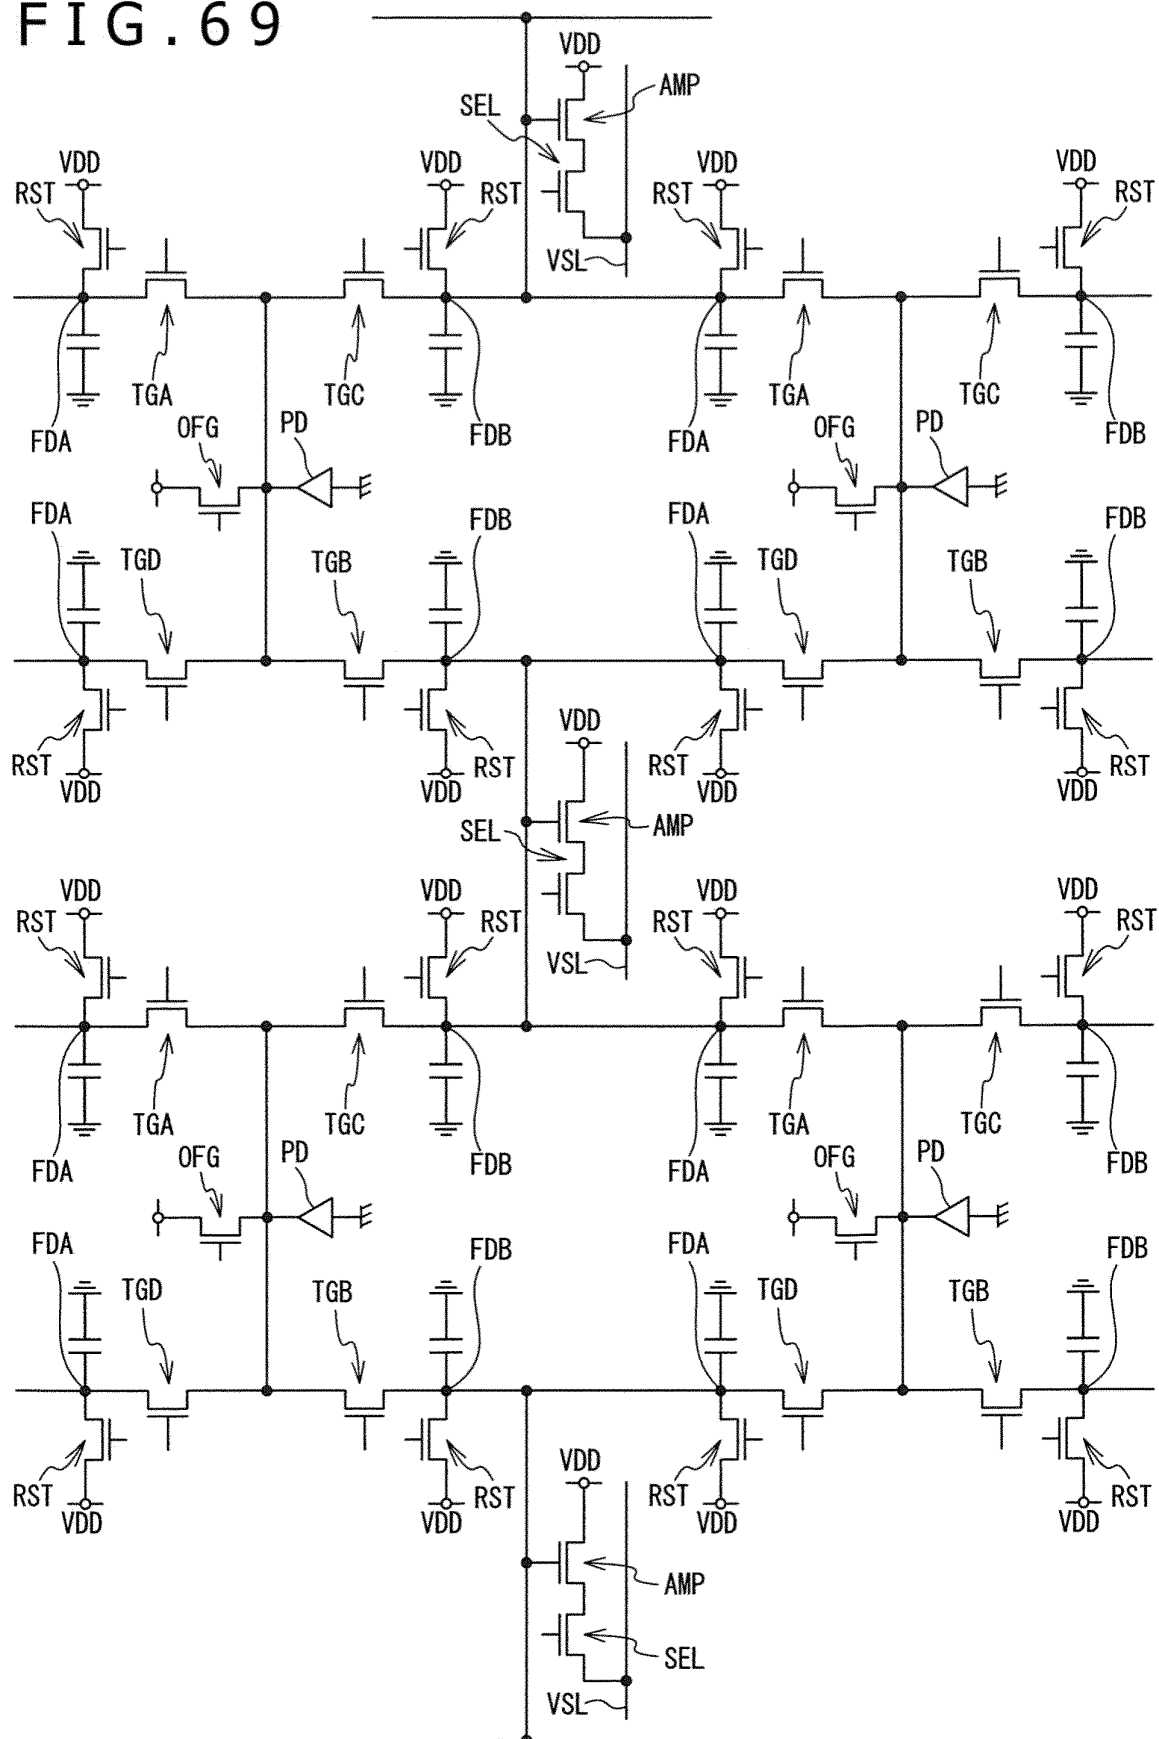 FIG.69
VDD
AMP
SEL
VDD
VDD
VDD
VDD
RST
RST
RST
RST
VSL
TGA
TGC
TGA
TGC
FDA
OFG
PD
FDB
FDA
OFG
PD
FDB
FDA
FDB
FDA
FDB
TGD
TGB
TGD
TGB
VDD
RST
RST
RST
RST
VDD
VDD
VDD
VDD
SEL
AMP
VDD
VDD
VDD
VDD
RST
RST
RST
RST
VSL
TGA
TGC
TGA
TGC
FDA
OFG
PD
FDB
FDA
OFG
PD
FDB
FDA
FDB
FDA
FDB
TGD
TGB
TGD
TGB
VDD
RST
RST
RST
RST
VDD
VDD
VDD
VDD
AMP
SEL
VSL